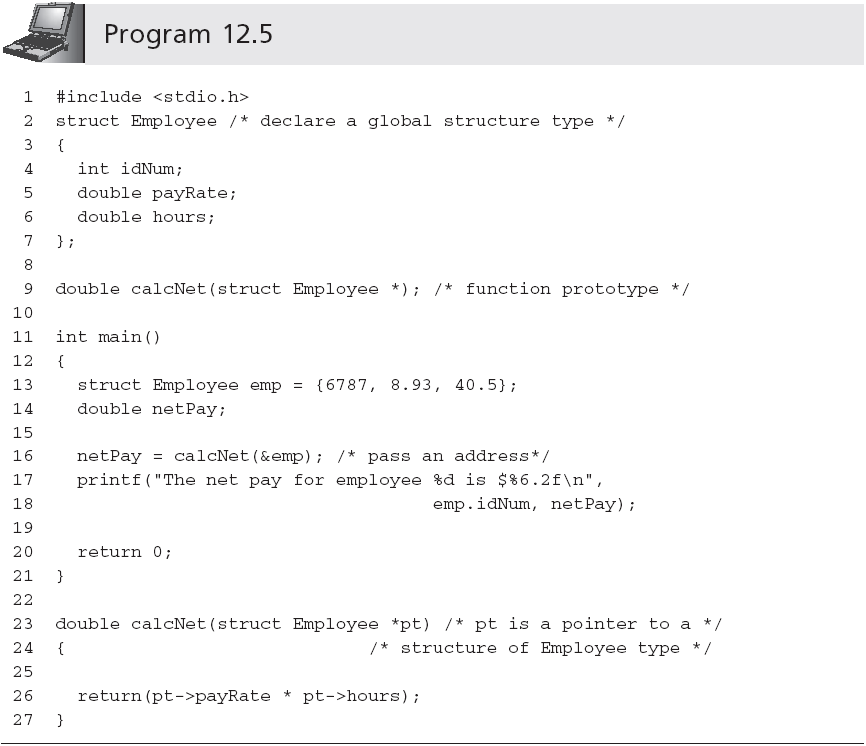 Program 12.5
1 #include <stdio.h>
2 struct Employee /* declare a global structure type */
3 {
4   int idNum;
5   double payRate;
6   double hours;
7 };
8
9 double calcNet(struct Employee *); /* function prototype */
10
11 int main()
12 {
13   struct Employee emp = {6787, 8.93, 40.5};
14   double netPay;
15
16   netPay = calcNet(&emp); /* pass an address*/
17   printf("The net pay for employee %d is $%6.2f\n",
18                                    emp.idNum, netPay);
19
20   return 0;
21 }
22
23 double calcNet(struct Employee *pt) /* pt is a pointer to a */
24 {                             /* structure of Employee type */
25
26   return(pt->payRate * pt->hours);
27 }